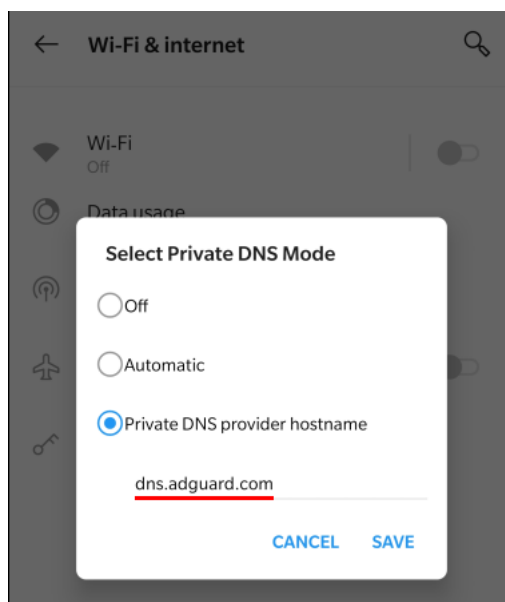 Wi-Fi & internet
Wi-Fi
Off
Data usage
Select Private DNS Mode
Off
Automatic
Private DNS provider hostname
dns.adguard.com
CANCEL SAVE